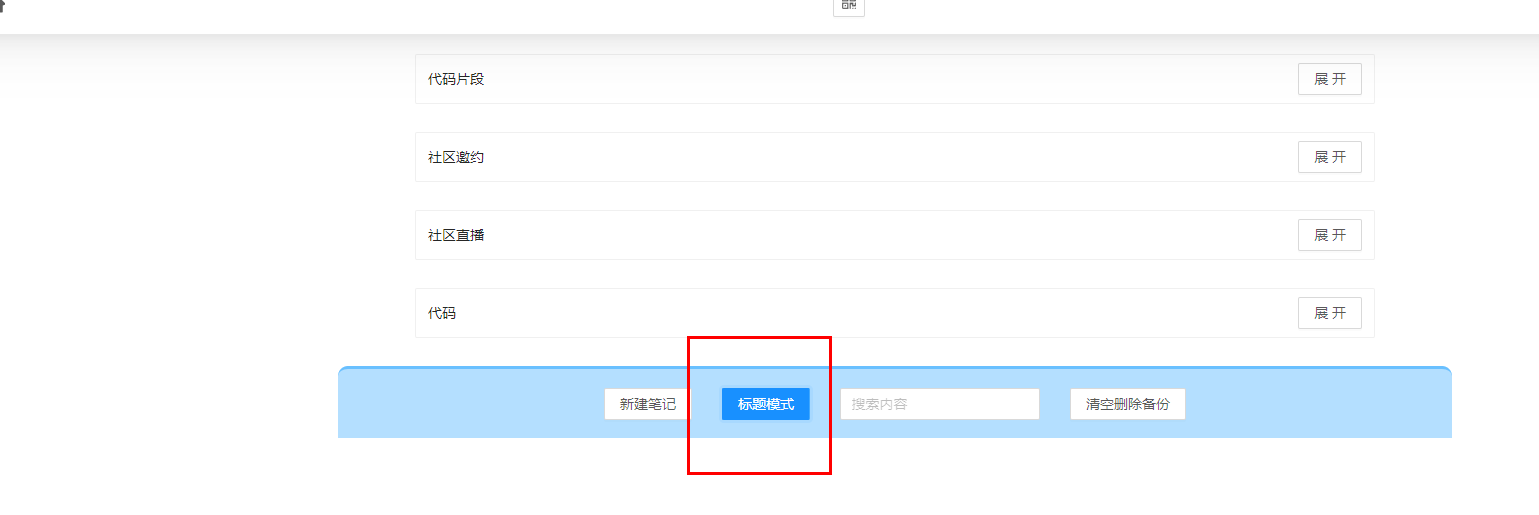 代码片段 展 开
社区邀约 展 开
社区直播 展 开
代码 展 开
新建笔记 标题模式 搜索内容 清空删除备份